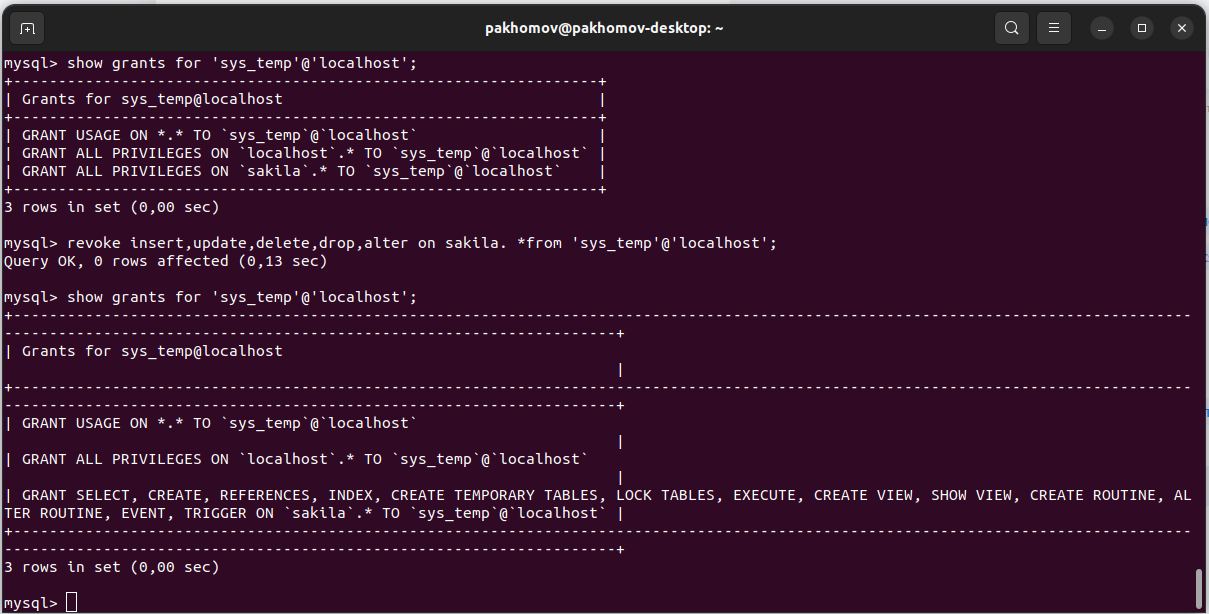 pakhomov@pakhomov-desktop: ~
mysql> show grants for 'sys_temp'@'localhost';
+-----------------------------------------------------------------+
| Grants for sys_temp@localhost                                   |
+-----------------------------------------------------------------+
| GRANT USAGE ON *.* TO `sys_temp`@`localhost`                    |
| GRANT ALL PRIVILEGES ON `localhost`.* TO `sys_temp`@`localhost` |
| GRANT ALL PRIVILEGES ON `sakila`.* TO `sys_temp`@`localhost`    |
+-----------------------------------------------------------------+
3 rows in set (0,00 sec)
mysql> revoke insert,update,delete,drop,alter on sakila. *from 'sys_temp'@'localhost';
Query OK, 0 rows affected (0,13 sec)
mysql> show grants for 'sys_temp'@'localhost';
+-----------------------------------------------------------------------------------------------------------------------------------
--------------------------------------------------------------------+
| Grants for sys_temp@localhost
                                                                    |
+-----------------------------------------------------------------------------------------------------------------------------------
--------------------------------------------------------------------+
| GRANT USAGE ON *.* TO `sys_temp`@`localhost`
                                                                    |
| GRANT ALL PRIVILEGES ON `localhost`.* TO `sys_temp`@`localhost`
                                                                    |
| GRANT SELECT, CREATE, REFERENCES, INDEX, CREATE TEMPORARY TABLES, LOCK TABLES, EXECUTE, CREATE VIEW, SHOW VIEW, CREATE ROUTINE, AL
TER ROUTINE, EVENT, TRIGGER ON `sakila`.* TO `sys_temp`@`localhost` |
+-----------------------------------------------------------------------------------------------------------------------------------
--------------------------------------------------------------------+
3 rows in set (0,00 sec)
mysql>